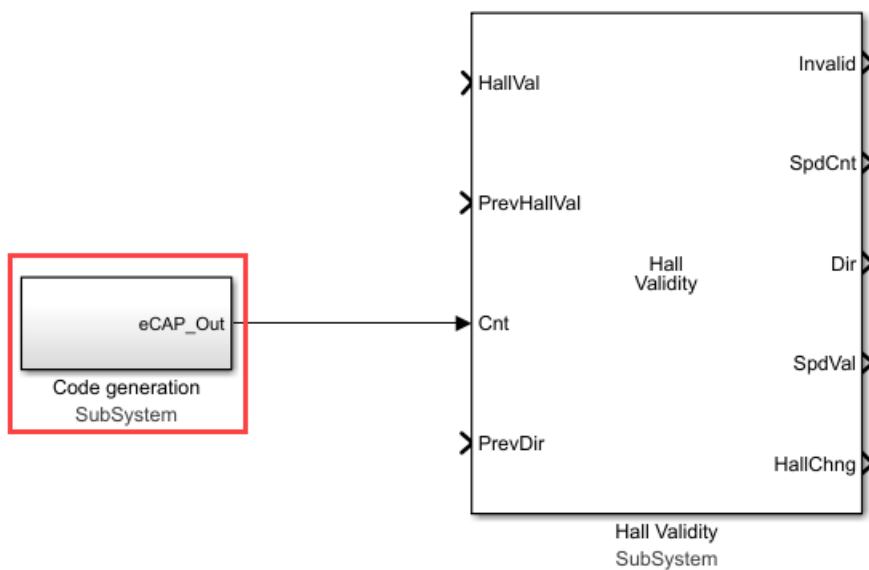 eCAP_Out
Code generation
SubSystem
HallVal
PrevHallVal
Cnt
PrevDir
Hall
Validity
Invalid
SpdCnt
Dir
SpdVal
HallChng
Hall Validity
SubSystem